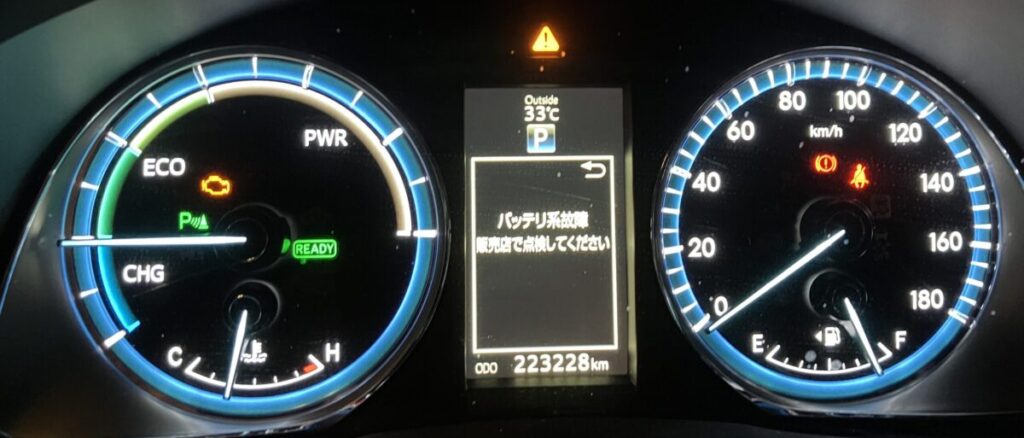 PWR
ECO
READY
P
CHG
C
H
Outside
33℃
P
バッテリ系故障
販売店で点検してください
ODO 223228km
0
20
40
60
80
100
120
140
160
180
km/h
E
F